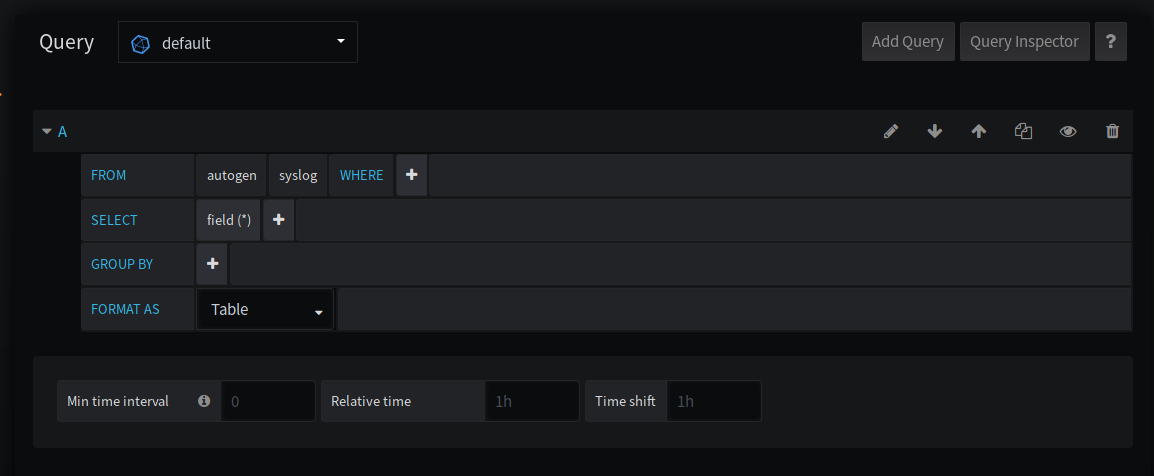 Query default Add Query Query Inspector ?
A
FROM autogen syslog WHERE +
SELECT field (*) +
GROUP BY +
FORMAT AS Table
Min time interval 0 Relative time 1h Time shift 1h